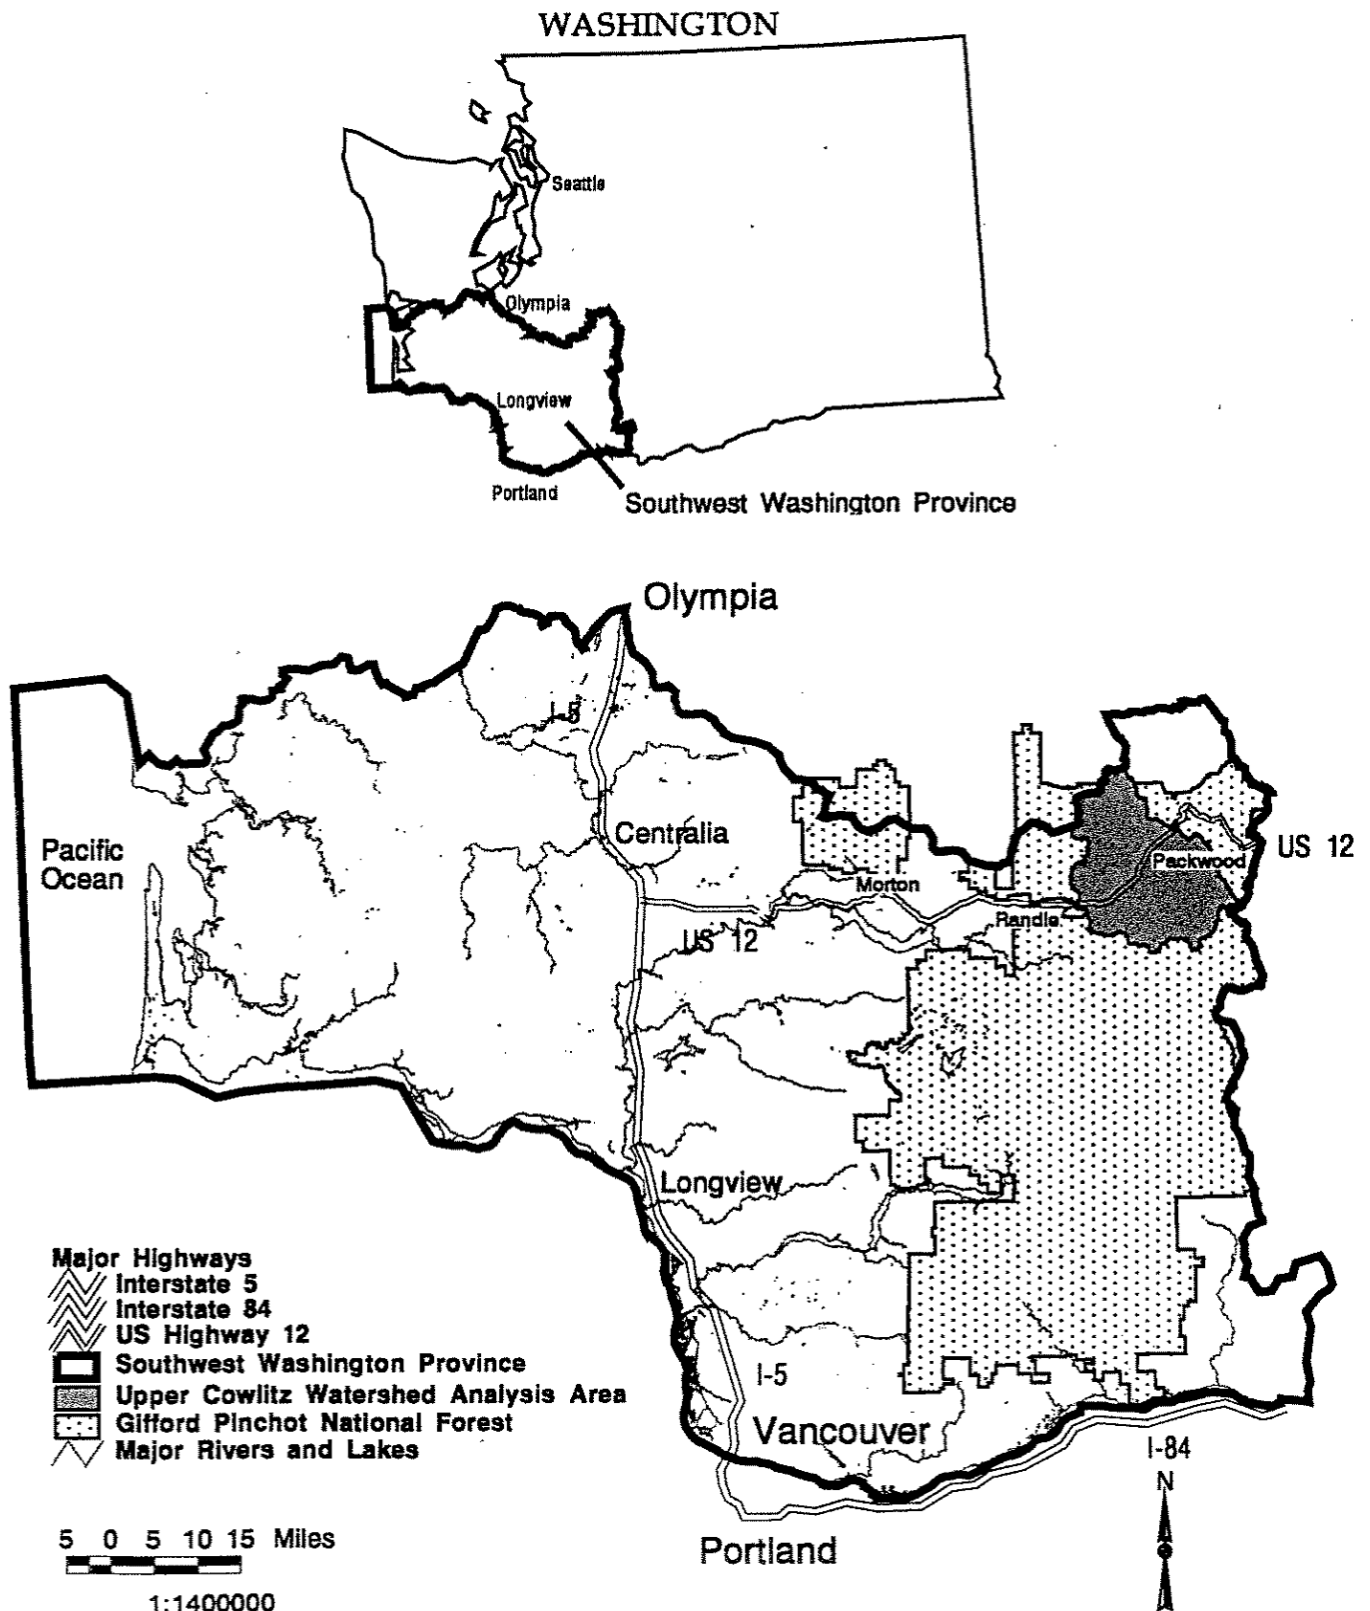 WASHINGTON
Seattle
Olympia
Longview
Portland
Southwest Washington Province
Olympia
I-5
Centralia
Pacific
Ocean
Packwood
US 12
Morton
Randle
US 12
Longview
Major Highways
Interstate 5
Interstate 84
US Highway 12
Southwest Washington Province
Upper Cowlitz Watershed Analysis Area
Gifford Pinchot National Forest
Major Rivers and Lakes
I-5
Vancouver
I-84
N
5 0 5 10 15 Miles
Portland
1:1400000